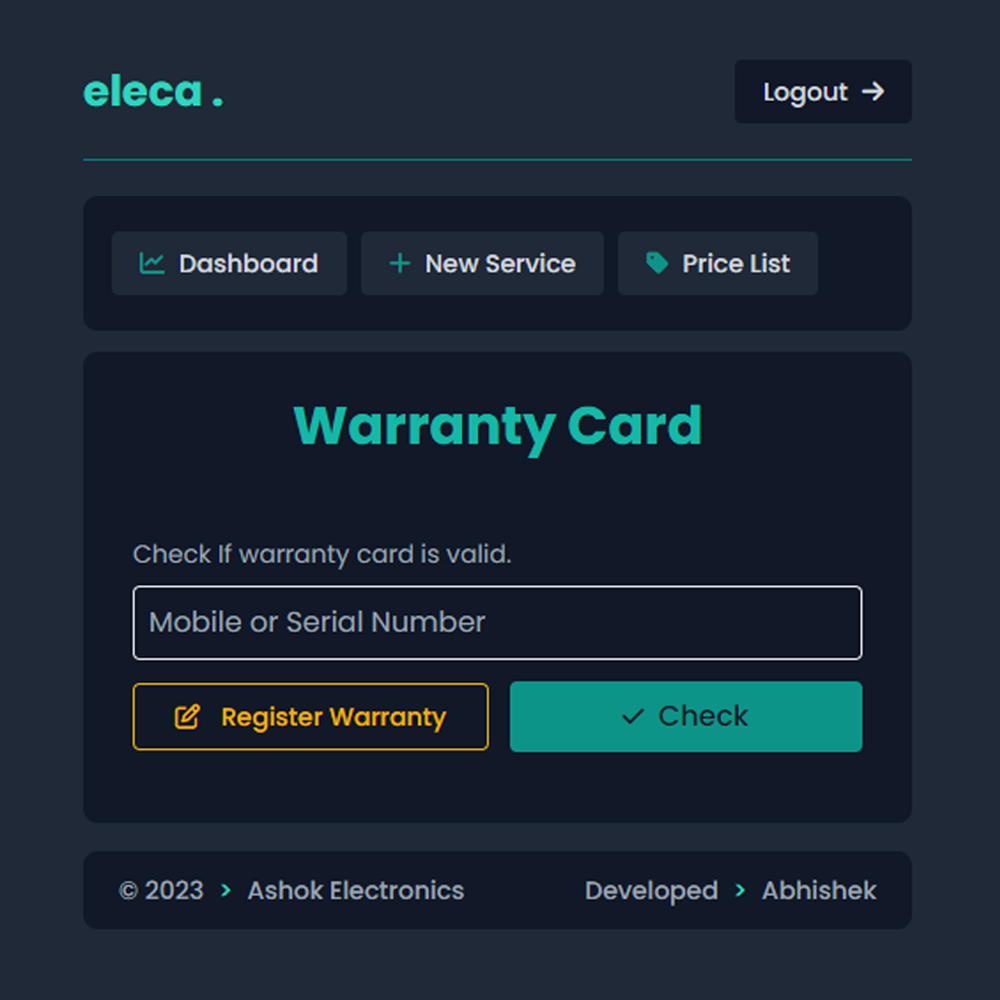 eleca .
Logout
Dashboard
New Service
Price List
Warranty Card
Check If warranty card is valid.
Mobile or Serial Number
Register Warranty
Check
© 2023 > Ashok Electronics
Developed > Abhishek